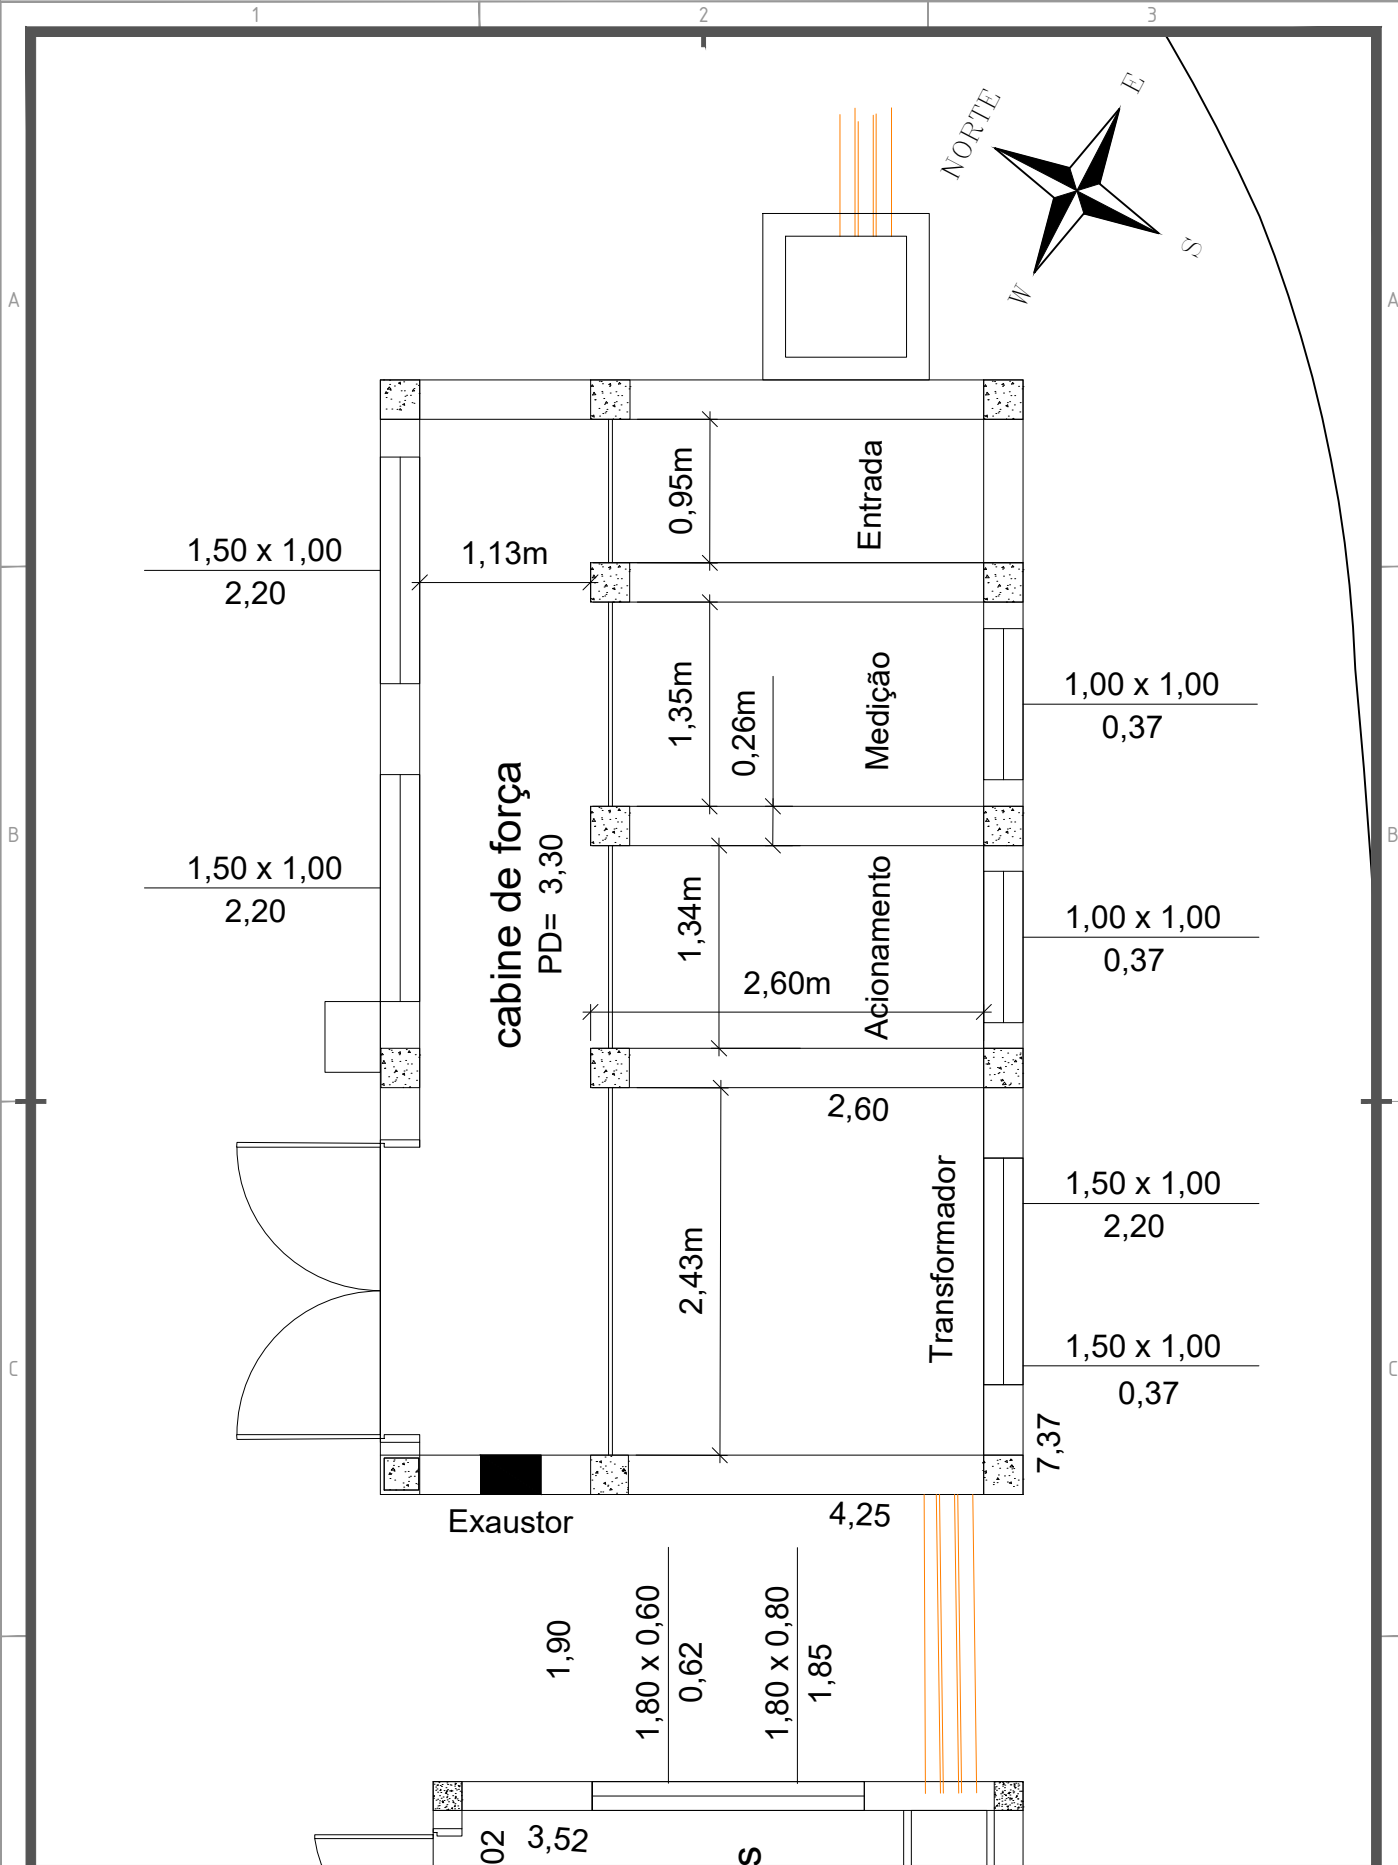 1
2
3
NORTE
E
S
W
A
A
0,95m
Entrada
1,50 x 1,00
2,20
1,13m
1,35m
0,26m
Medição
1,00 x 1,00
0,37
cabine de força
PD= 3,30
B
B
1,50 x 1,00
2,20
1,34m
Acionamento
1,00 x 1,00
0,37
2,60m
2,60
Transformador
1,50 x 1,00
2,20
2,43m
1,50 x 1,00
0,37
C
C
7,37
Exaustor
4,25
1,90
1,80 x 0,60
0,62
1,80 x 0,80
1,85
02
3,52
s